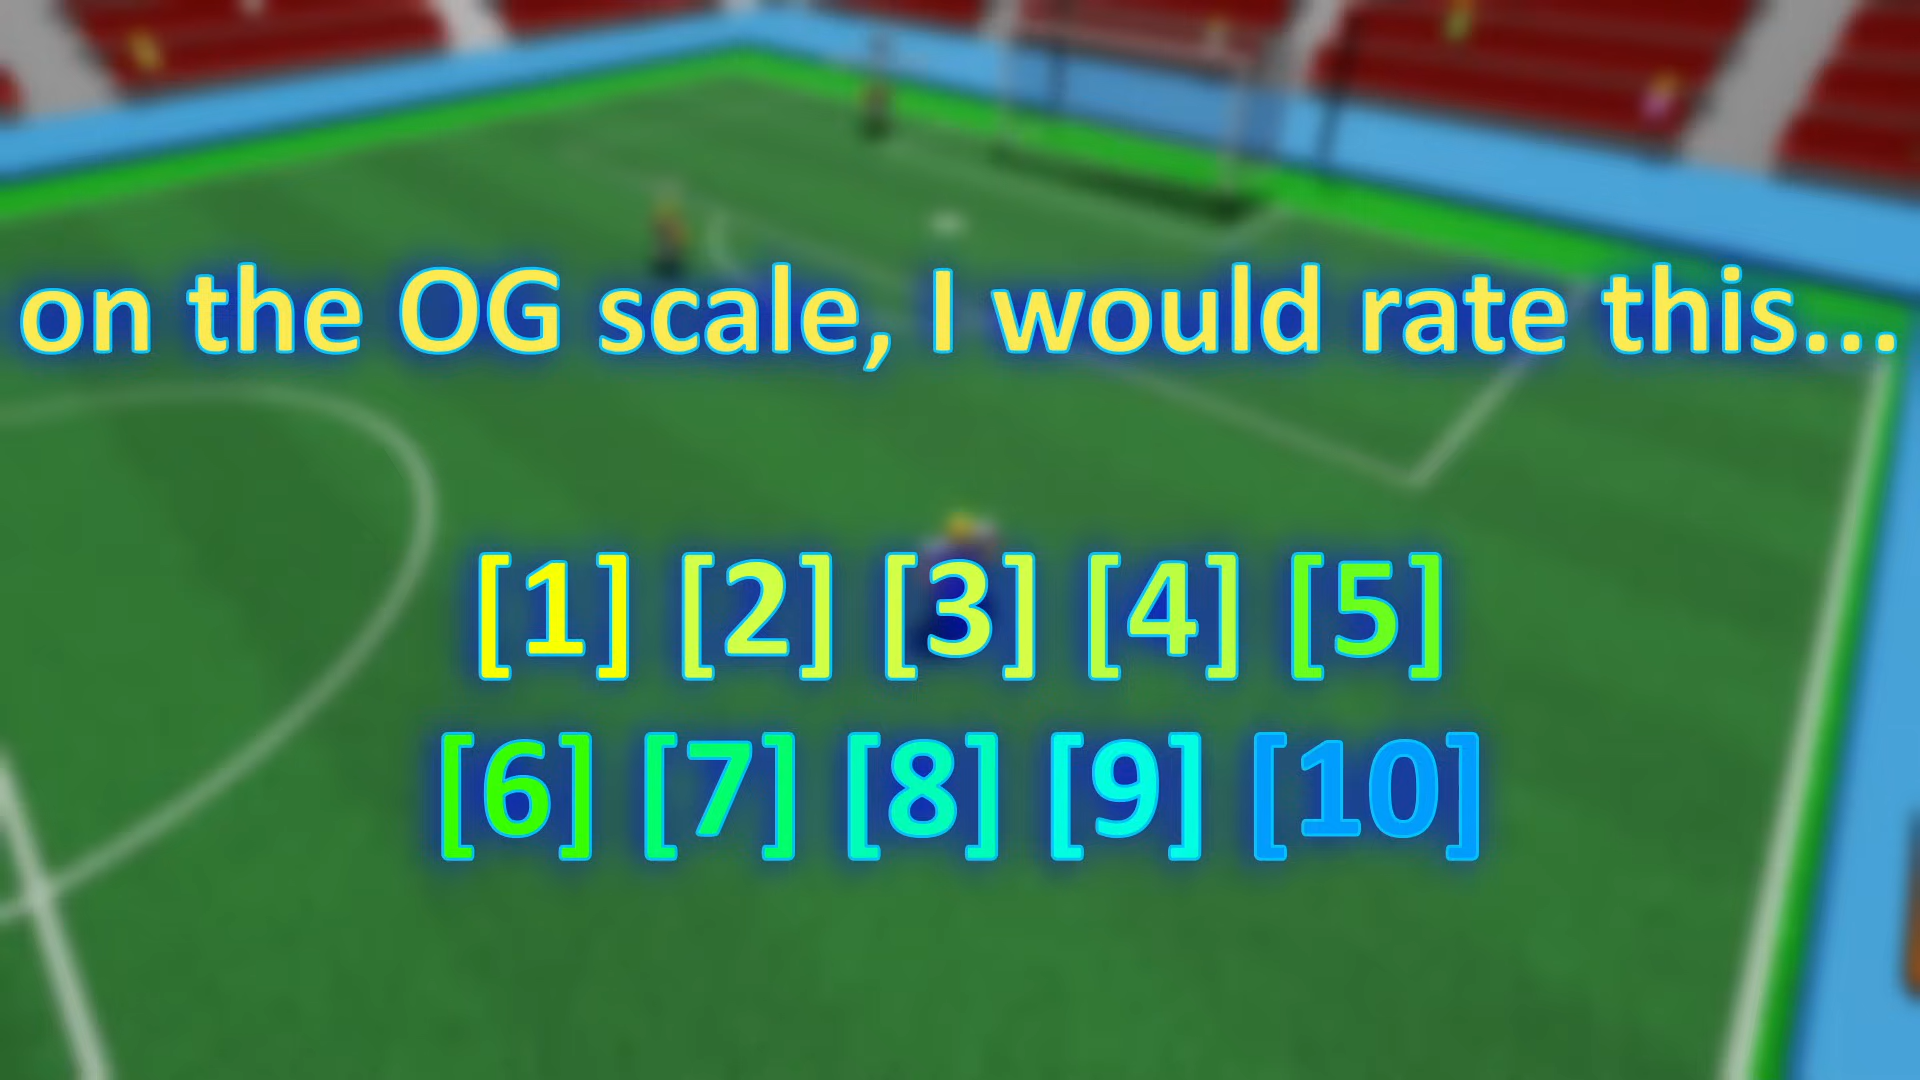 on the OG scale, I would rate this...
[1] [2] [3] [4] [5]
[6] [7] [8] [9] [10]